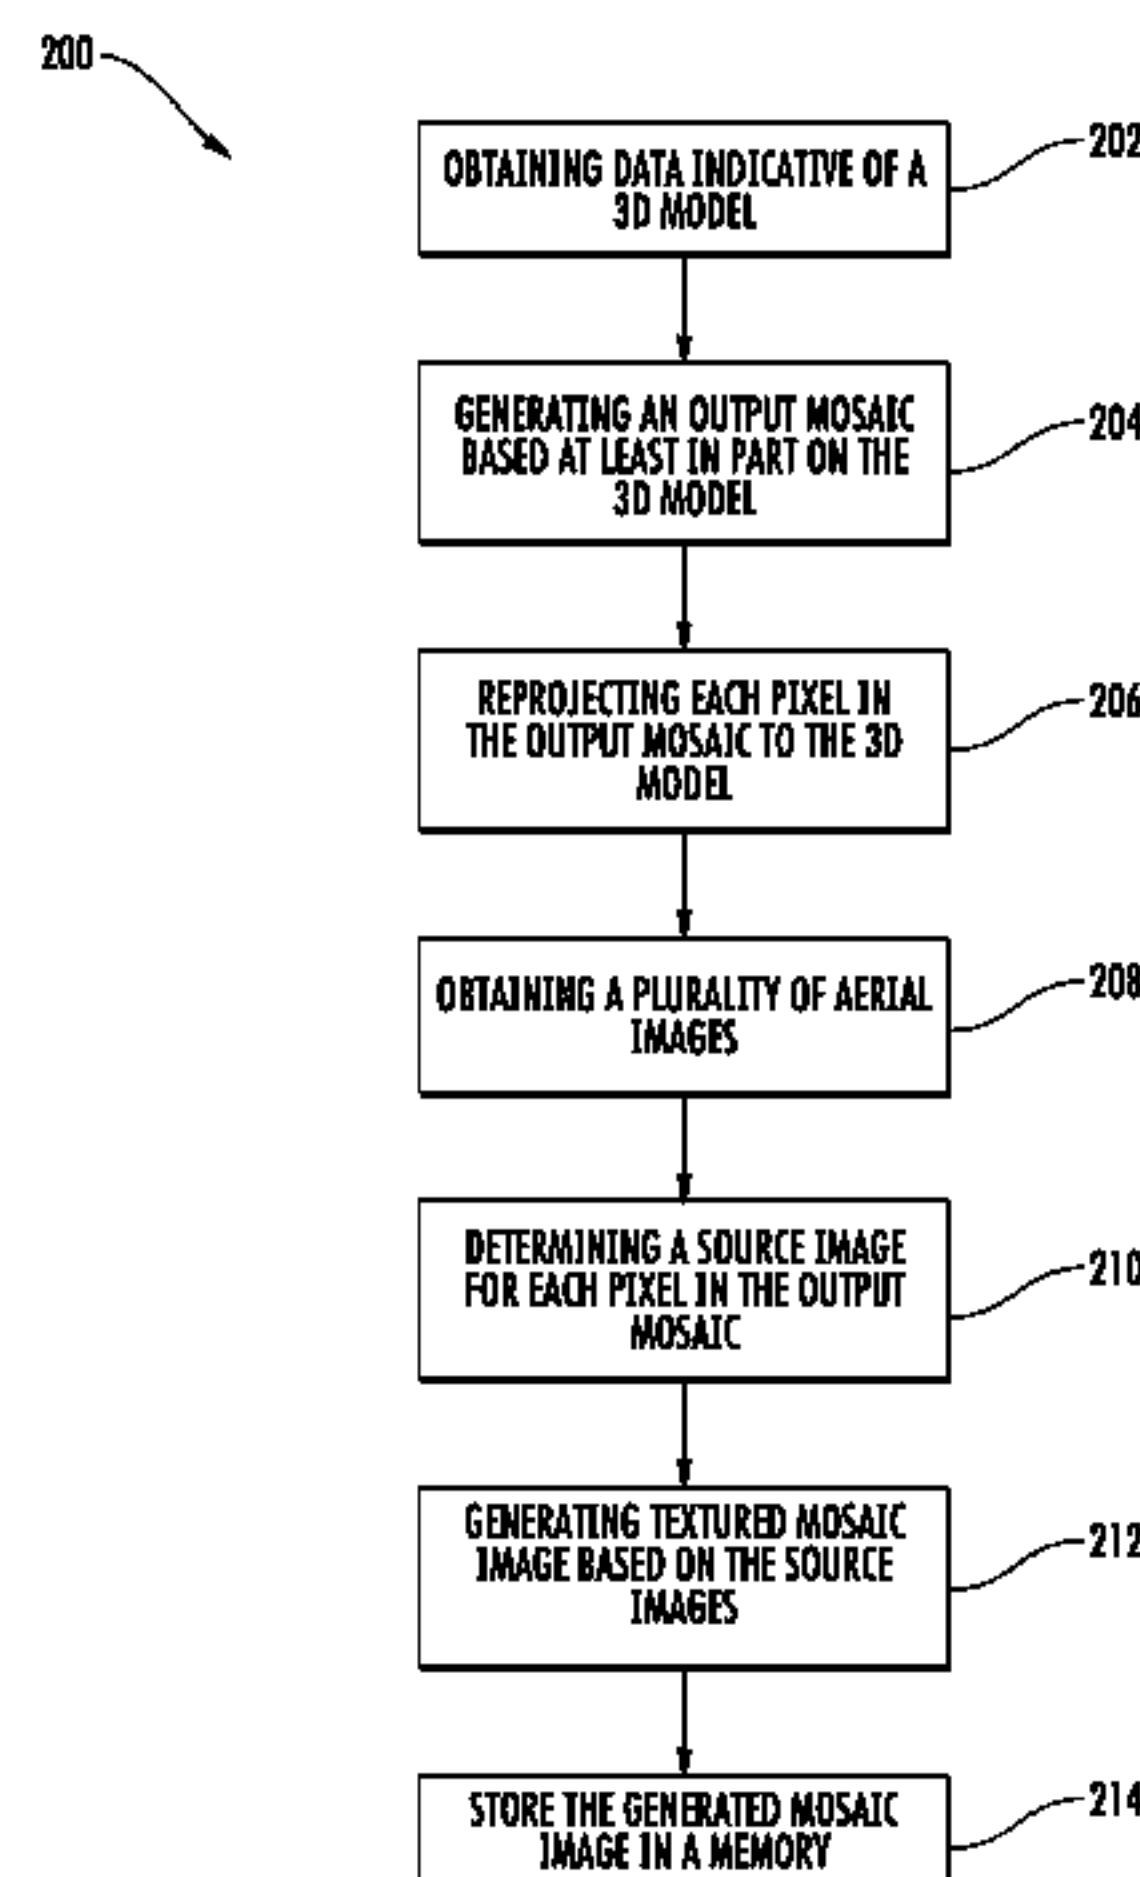 200
202
OBTAINING DATA INDICATIVE OF A
3D MODEL
204
GENERATING AN OUTPUT MOSAIC
BASED AT LEAST IN PART ON THE
3D MODEL
206
REPROJECTING EACH PIXEL IN
THE OUTPUT MOSAIC TO THE 3D
MODEL
208
OBTAINING A PLURALITY OF AERIAL
IMAGES
210
DETERMINING A SOURCE IMAGE
FOR EACH PIXEL IN THE OUTPUT
MOSAIC
212
GENERATING TEXTURED MOSAIC
IMAGE BASED ON THE SOURCE
IMAGES
214
STORE THE GENERATED MOSAIC
IMAGE IN A MEMORY